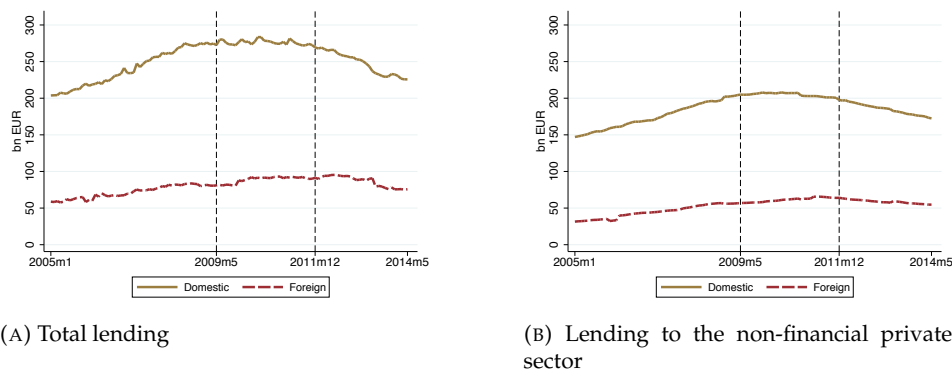 300
250
200
bn EUR
150
100
50
0
2005m1 2009m5 2011m12 2014m5
Domestic Foreign
(A) Total lending
300
250
200
bn EUR
150
100
50
0
2005m1 2009m5 2011m12 2014m5
Domestic Foreign
(B) Lending to the non-financial private
sector